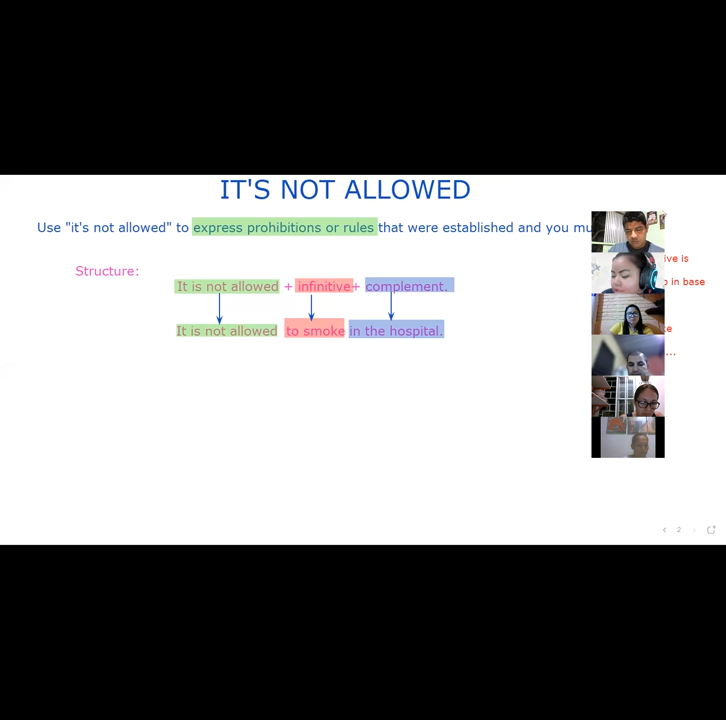 IT'S NOT ALLOWED
Use "it's not allowed" to express prohibitions or rules that were established and you
ive is
Structure:
in base
It is not allowed + infinitive+ complement.
It is not allowed to smoke in the hospital.
ke
...
2